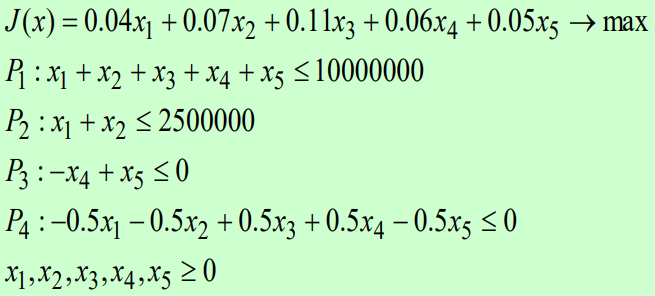 J(x) = 0.04x₁ + 0.07x₂ + 0.11x₃ + 0.06x₄ + 0.05x₅ → max
P₁ : x₁ + x₂ + x₃ + x₄ + x₅ ≤ 10000000
P₂ : x₁ + x₂ ≤ 2500000
P₃ : −x₄ + x₅ ≤ 0
P₄ : −0.5x₁ − 0.5x₂ + 0.5x₃ + 0.5x₄ − 0.5x₅ ≤ 0
x₁, x₂, x₃, x₄, x₅ ≥ 0